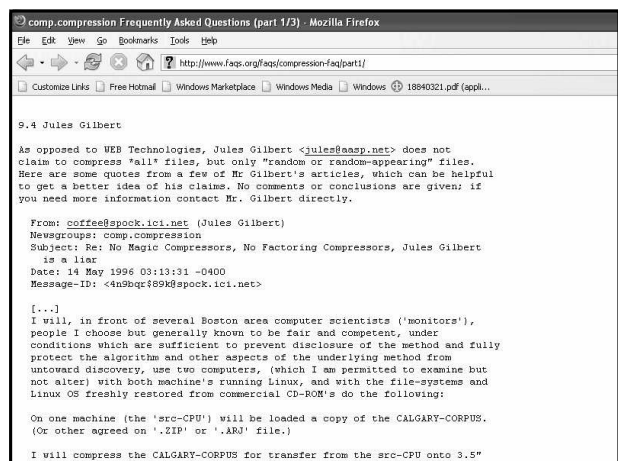 comp.compression Frequently Asked Questions (part 1/3) - Mozilla Firefox
File Edit View Go Bookmarks Tools Help
http://www.faqs.org/faqs/compression-faq/part1/
Customize Links Free Hotmail Windows Marketplace Windows Media Windows 18840321.pdf (appli...
9.4 Jules Gilbert
As opposed to WEB Technologies, Jules Gilbert <jules@aasp.net> does not
claim to compress *all* files, but only "random or random-appearing" files.
Here are some quotes from a few of Mr Gilbert's articles, which can be helpful
to get a better idea of his claims. No comments or conclusions are given; if
you need more information contact Mr. Gilbert directly.
From: coffee@spock.ici.net (Jules Gilbert)
Newsgroups: comp.compression
Subject: Re: No Magic Compressors, No Factoring Compressors, Jules Gilbert
is a liar
Date: 14 May 1996 03:13:31 -0400
Message-ID: <4n9bqr$89k@spock.ici.net>
[...]
I will, in front of several Boston area computer scientists ('monitors'),
people I choose but generally known to be fair and competent, under
conditions which are sufficient to prevent disclosure of the method and fully
protect the algorithm and other aspects of the underlying method from
untoward discovery, use two computers, (which I am permitted to examine but
not alter) with both machine's running Linux, and with the file-systems and
Linux OS freshly restored from commercial CD-ROM's do the following:
On one machine (the 'src-CPU') will be loaded a copy of the CALGARY-CORPUS.
(Or other agreed on '.ZIP' or '.ARJ' file.)
I will compress the CALGARY-CORPUS for transfer from the src-CPU onto 3.5"